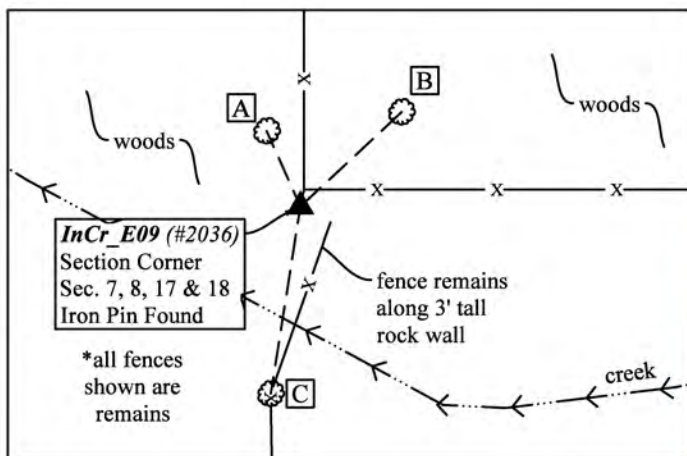 A
B
woods
woods
X
X
X
X
InCr_E09 (#2036)
Section Corner
Sec. 7, 8, 17 & 18
Iron Pin Found
X
fence remains
along 3' tall
rock wall
*all fences
shown are
remains
creek
C